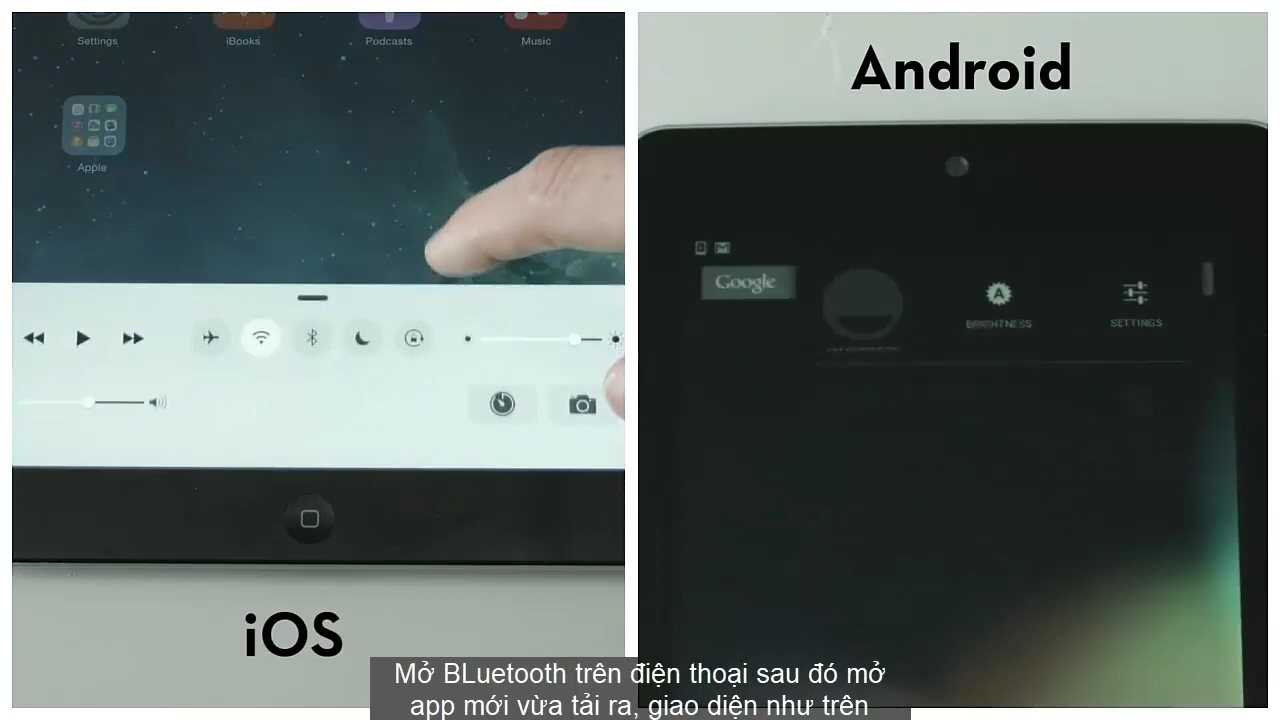 Settings
iBooks
Podcasts
Music
Apple
iOS
Android
Google
BRIGHTNESS
SETTINGS
Mở BLuetooth trên điện thoại sau đó mở
app mới vừa tải ra, giao diện như trên